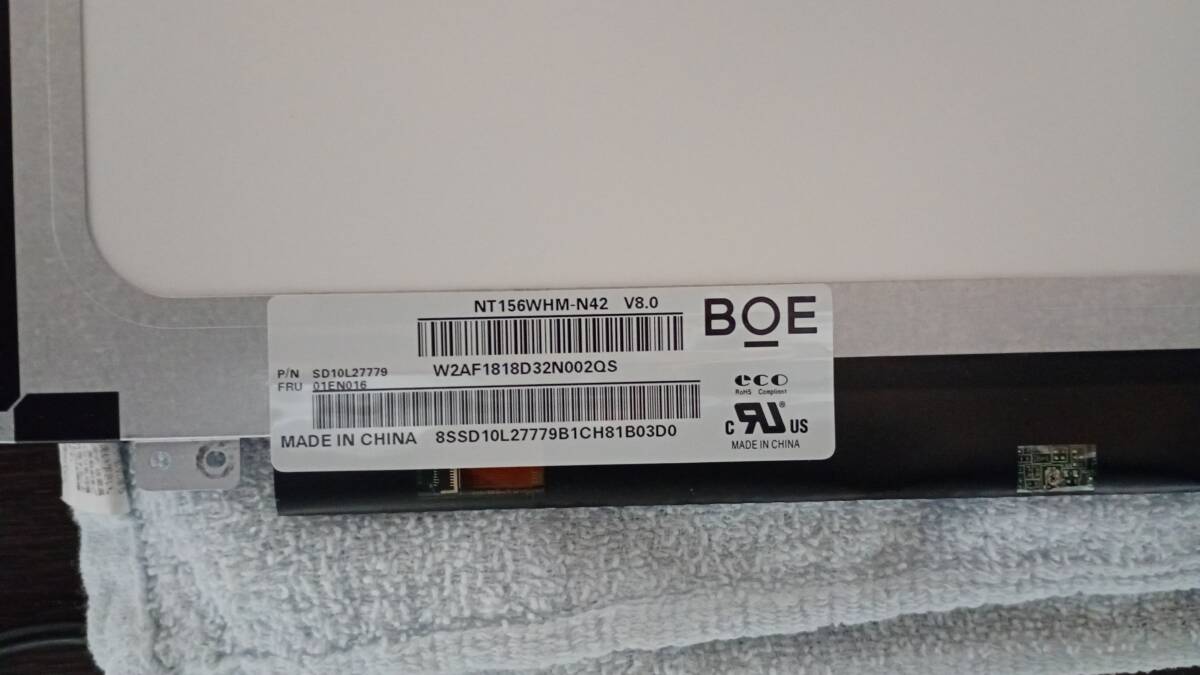 NT156WHM-N42 V8.0
BOE
P/N SD10L27779
W2AF1818D32N002QS
FRU 01EN016
eco
RoHS Compliant
MADE IN CHINA
8SSD10L27779B1CH81B03D0
c RU ® US
MADE IN CHINA